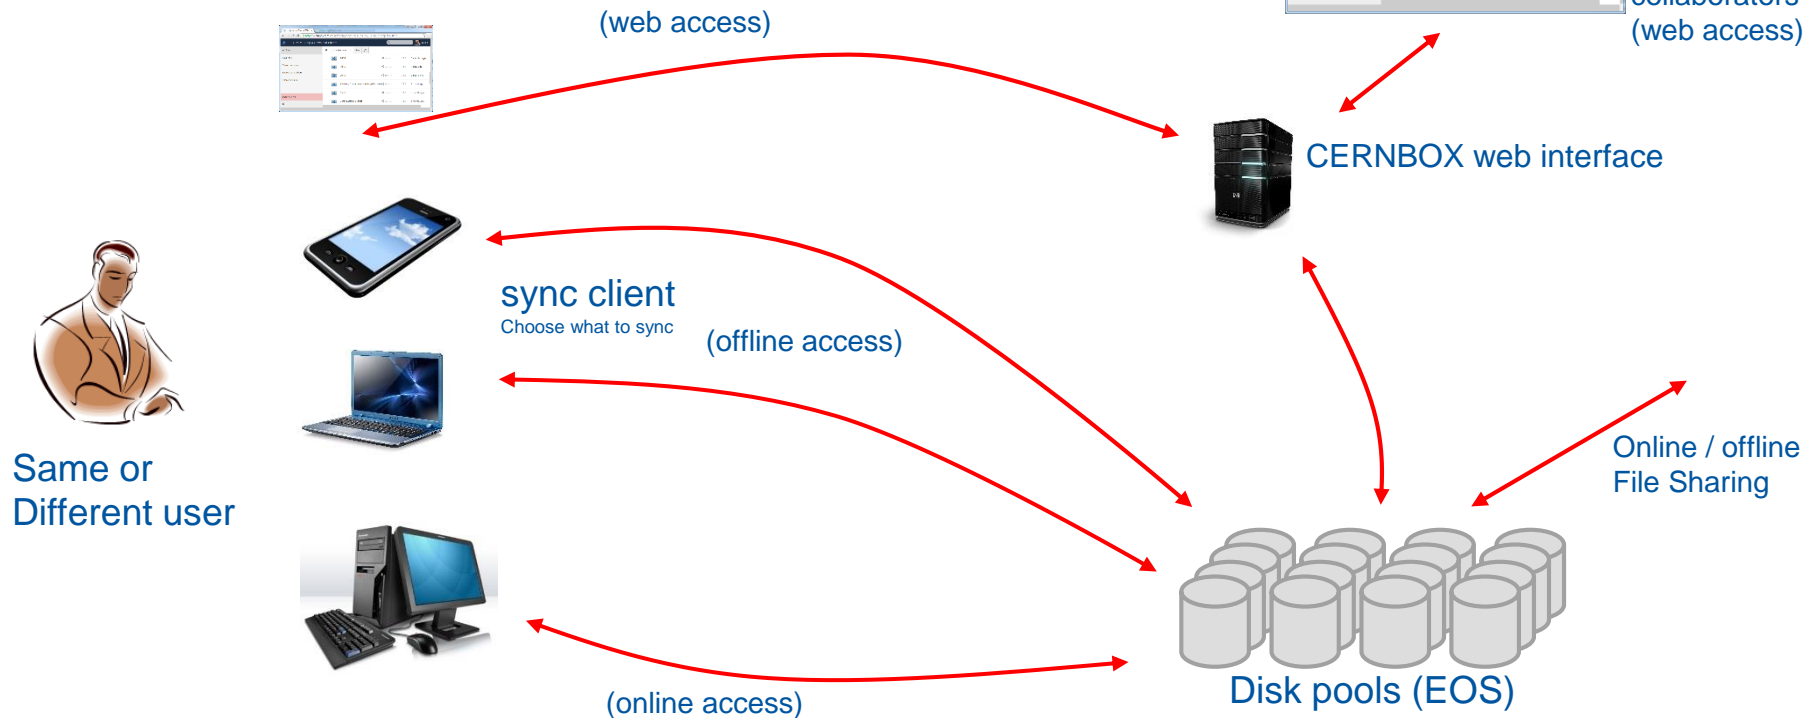 (web access)
collaborators
(web access)
CERNBOX web interface
sync client
Choose what to sync
(offline access)
Same or
Different user
Online / offline
File Sharing
Disk pools (EOS)
(online access)